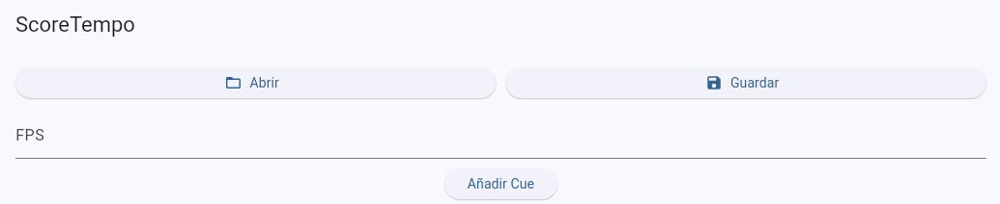 ScoreTempo
Abrir
Guardar
FPS
Añadir Cue